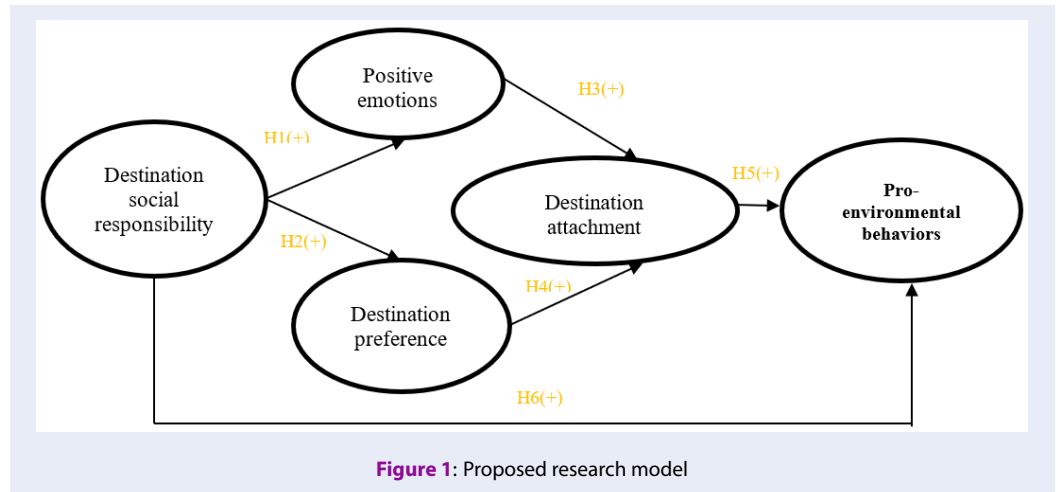 Positive
emotions
H3(+)
H1(+)
Destination
social
responsibility
H5(+)
Destination
attachment
Pro-
environmental
behaviors
H2(+)
H4(+)
Destination
preference
H6(+)
Figure 1: Proposed research model